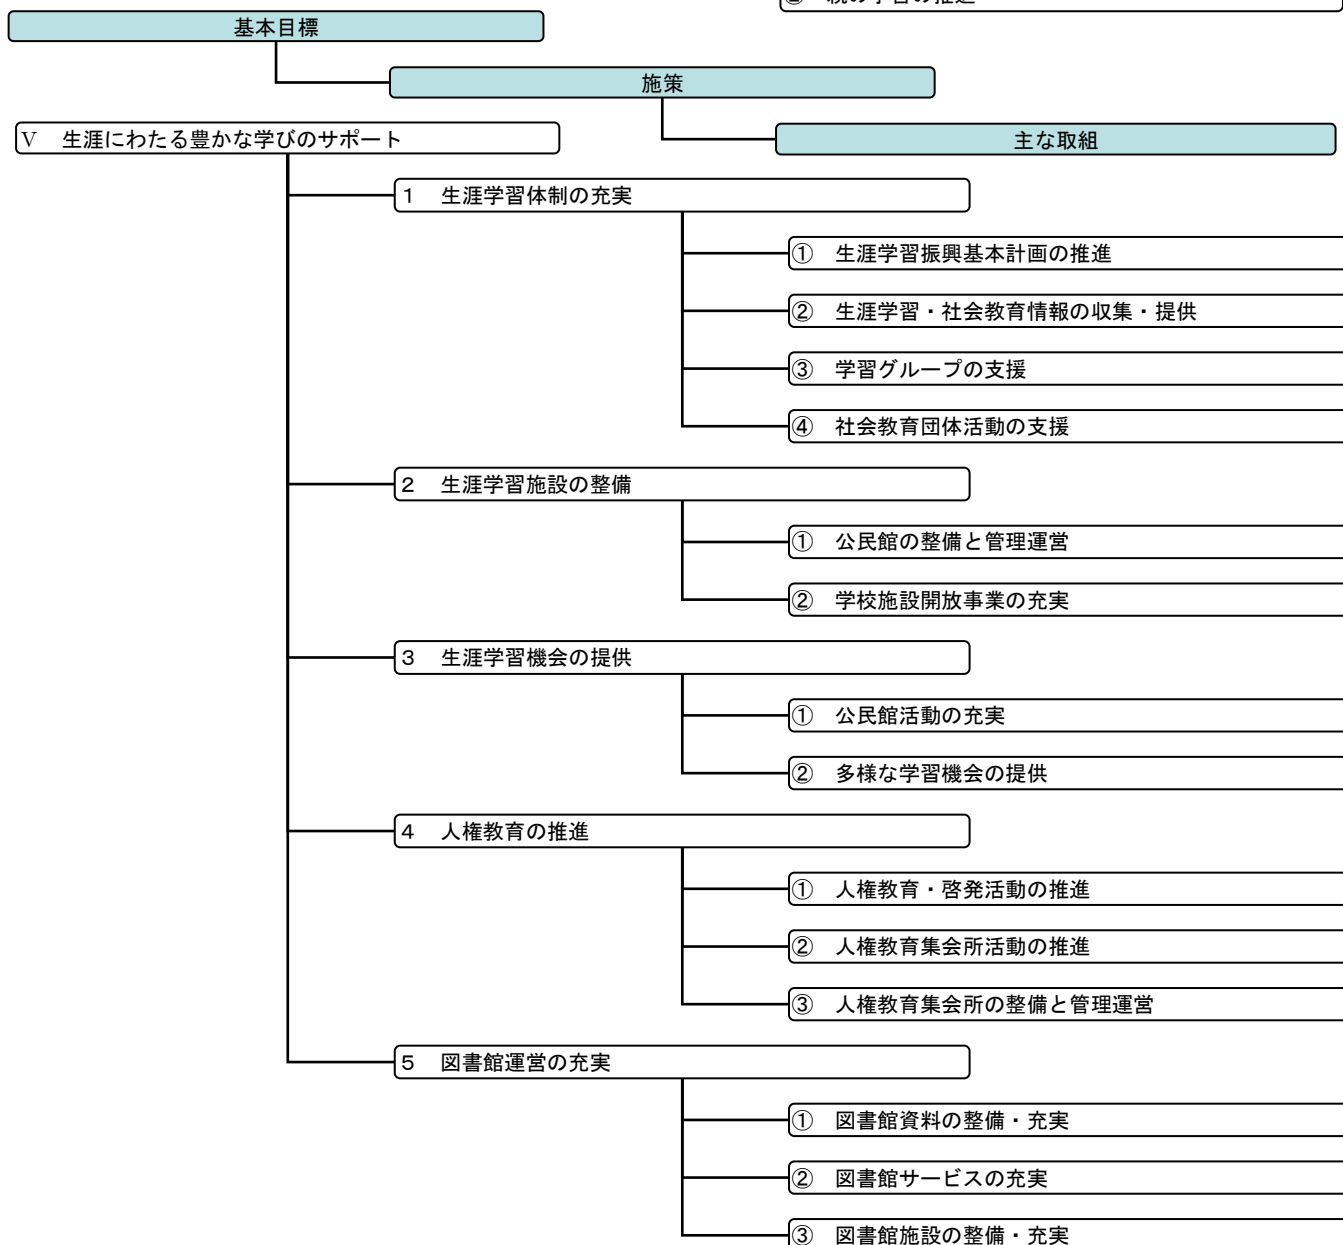 の学習の推進
基本目標
施策
主な取組
Ⅴ 生涯にわたる豊かな学びのサポート
1 生涯学習体制の充実
① 生涯学習振興基本計画の推進
② 生涯学習・社会教育情報の収集・提供
③ 学習グループの支援
④ 社会教育団体活動の支援
2 生涯学習施設の整備
① 公民館の整備と管理運営
② 学校施設開放事業の充実
3 生涯学習機会の提供
① 公民館活動の充実
② 多様な学習機会の提供
4 人権教育の推進
① 人権教育・啓発活動の推進
② 人権教育集会所活動の推進
③ 人権教育集会所の整備と管理運営
5 図書館運営の充実
① 図書館資料の整備・充実
② 図書館サービスの充実
③ 図書館施設の整備・充実